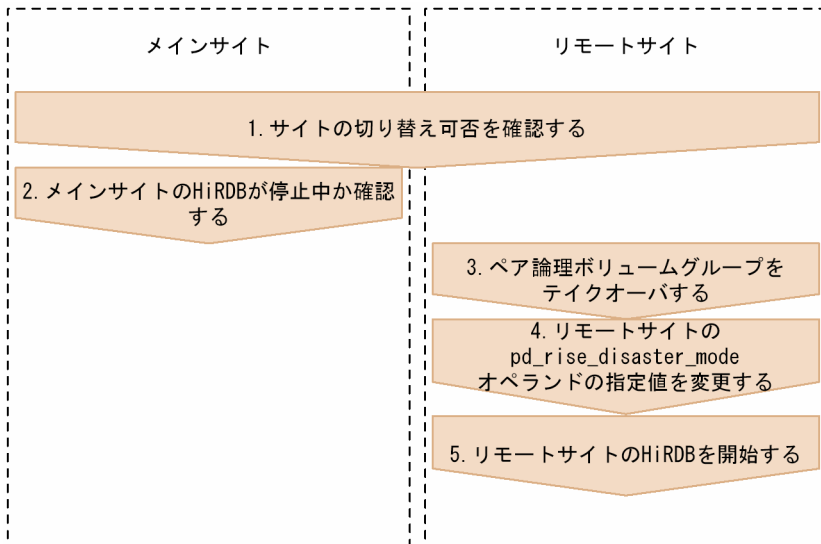 メインサイト
リモートサイト
1.サイトの切り替え可否を確認する
2.メインサイトのHiRDBが停止中か確認
する
3.ペア論理ボリュームグループを
テイクオーバする
4.リモートサイトの
pd_rise_disaster_mode
オペランドの指定値を変更する
5.リモートサイトのHiRDBを開始する